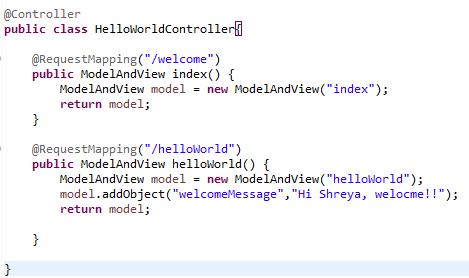 @Controller
public class HelloWorldController{
@RequestMapping("/welcome")
public ModelAndView index() {
ModelAndView model = new ModelAndView("index");
return model;
}
@RequestMapping("/helloWorld")
public ModelAndView helloWorld() {
ModelAndView model = new ModelAndView("helloWorld");
model.addObject("welcomeMessage","Hi Shreya, welocme!!");
return model;
}
}